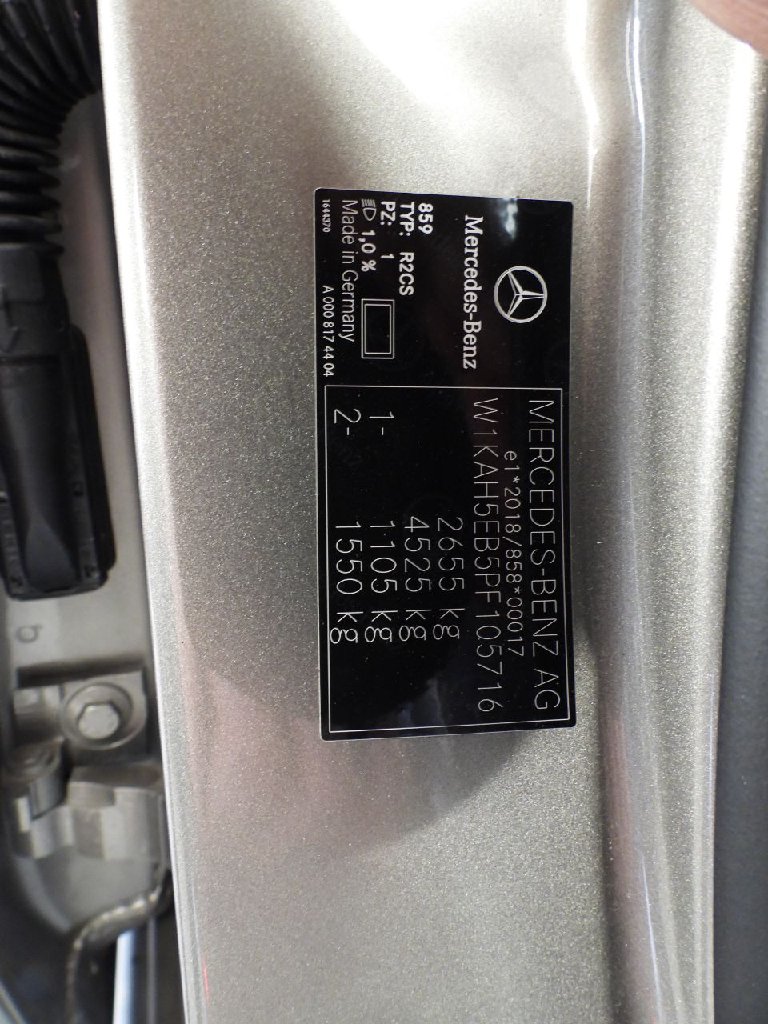 Mercedes-Benz
859
TYP: R2CS
PZ: 1
1,0 %
Made in Germany
1644370
A 000 817 44 04
MERCEDES-BENZ AG
e1*2018/858*00017
W1KAH5EB5PF105716
2655 kg
4525 kg
1- 1105 kg
2- 1550 kg